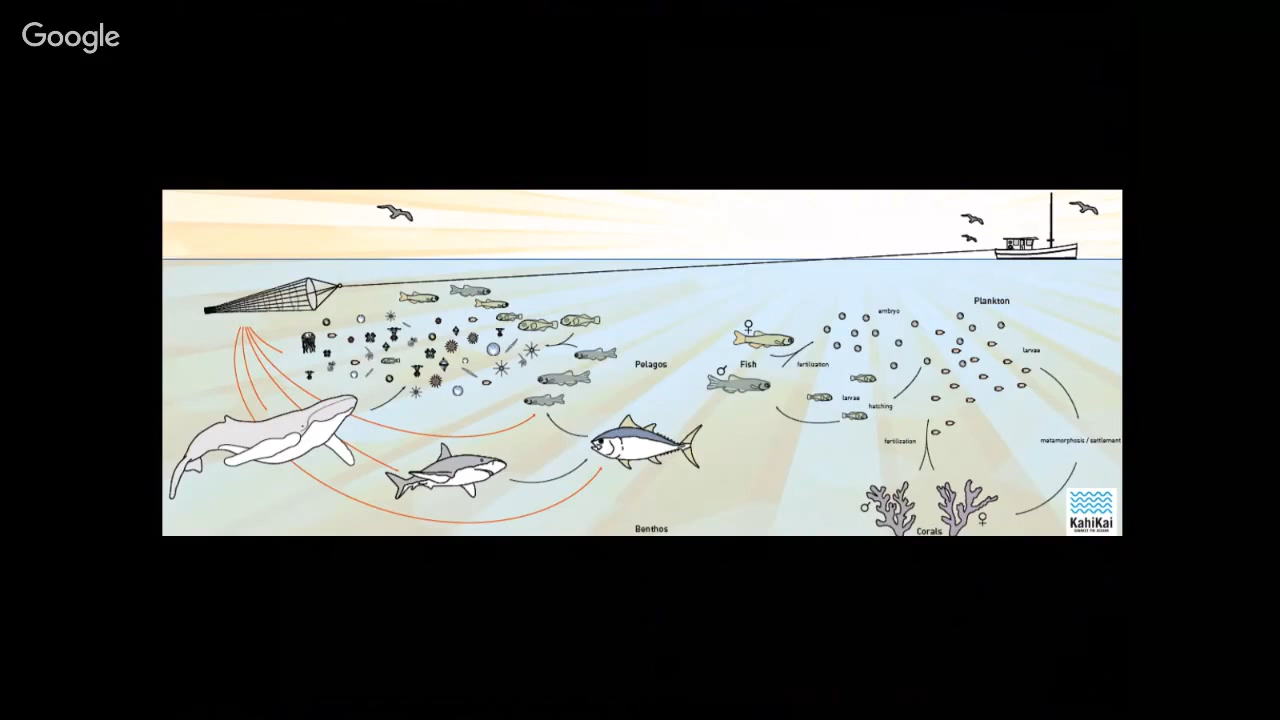 Google
Plankton
embryo
larvae
Pelagos
Fish
fertilization
larvae
hatching
fertilization
metamorphosis / settlement
Benthos
Corals
KahiKai